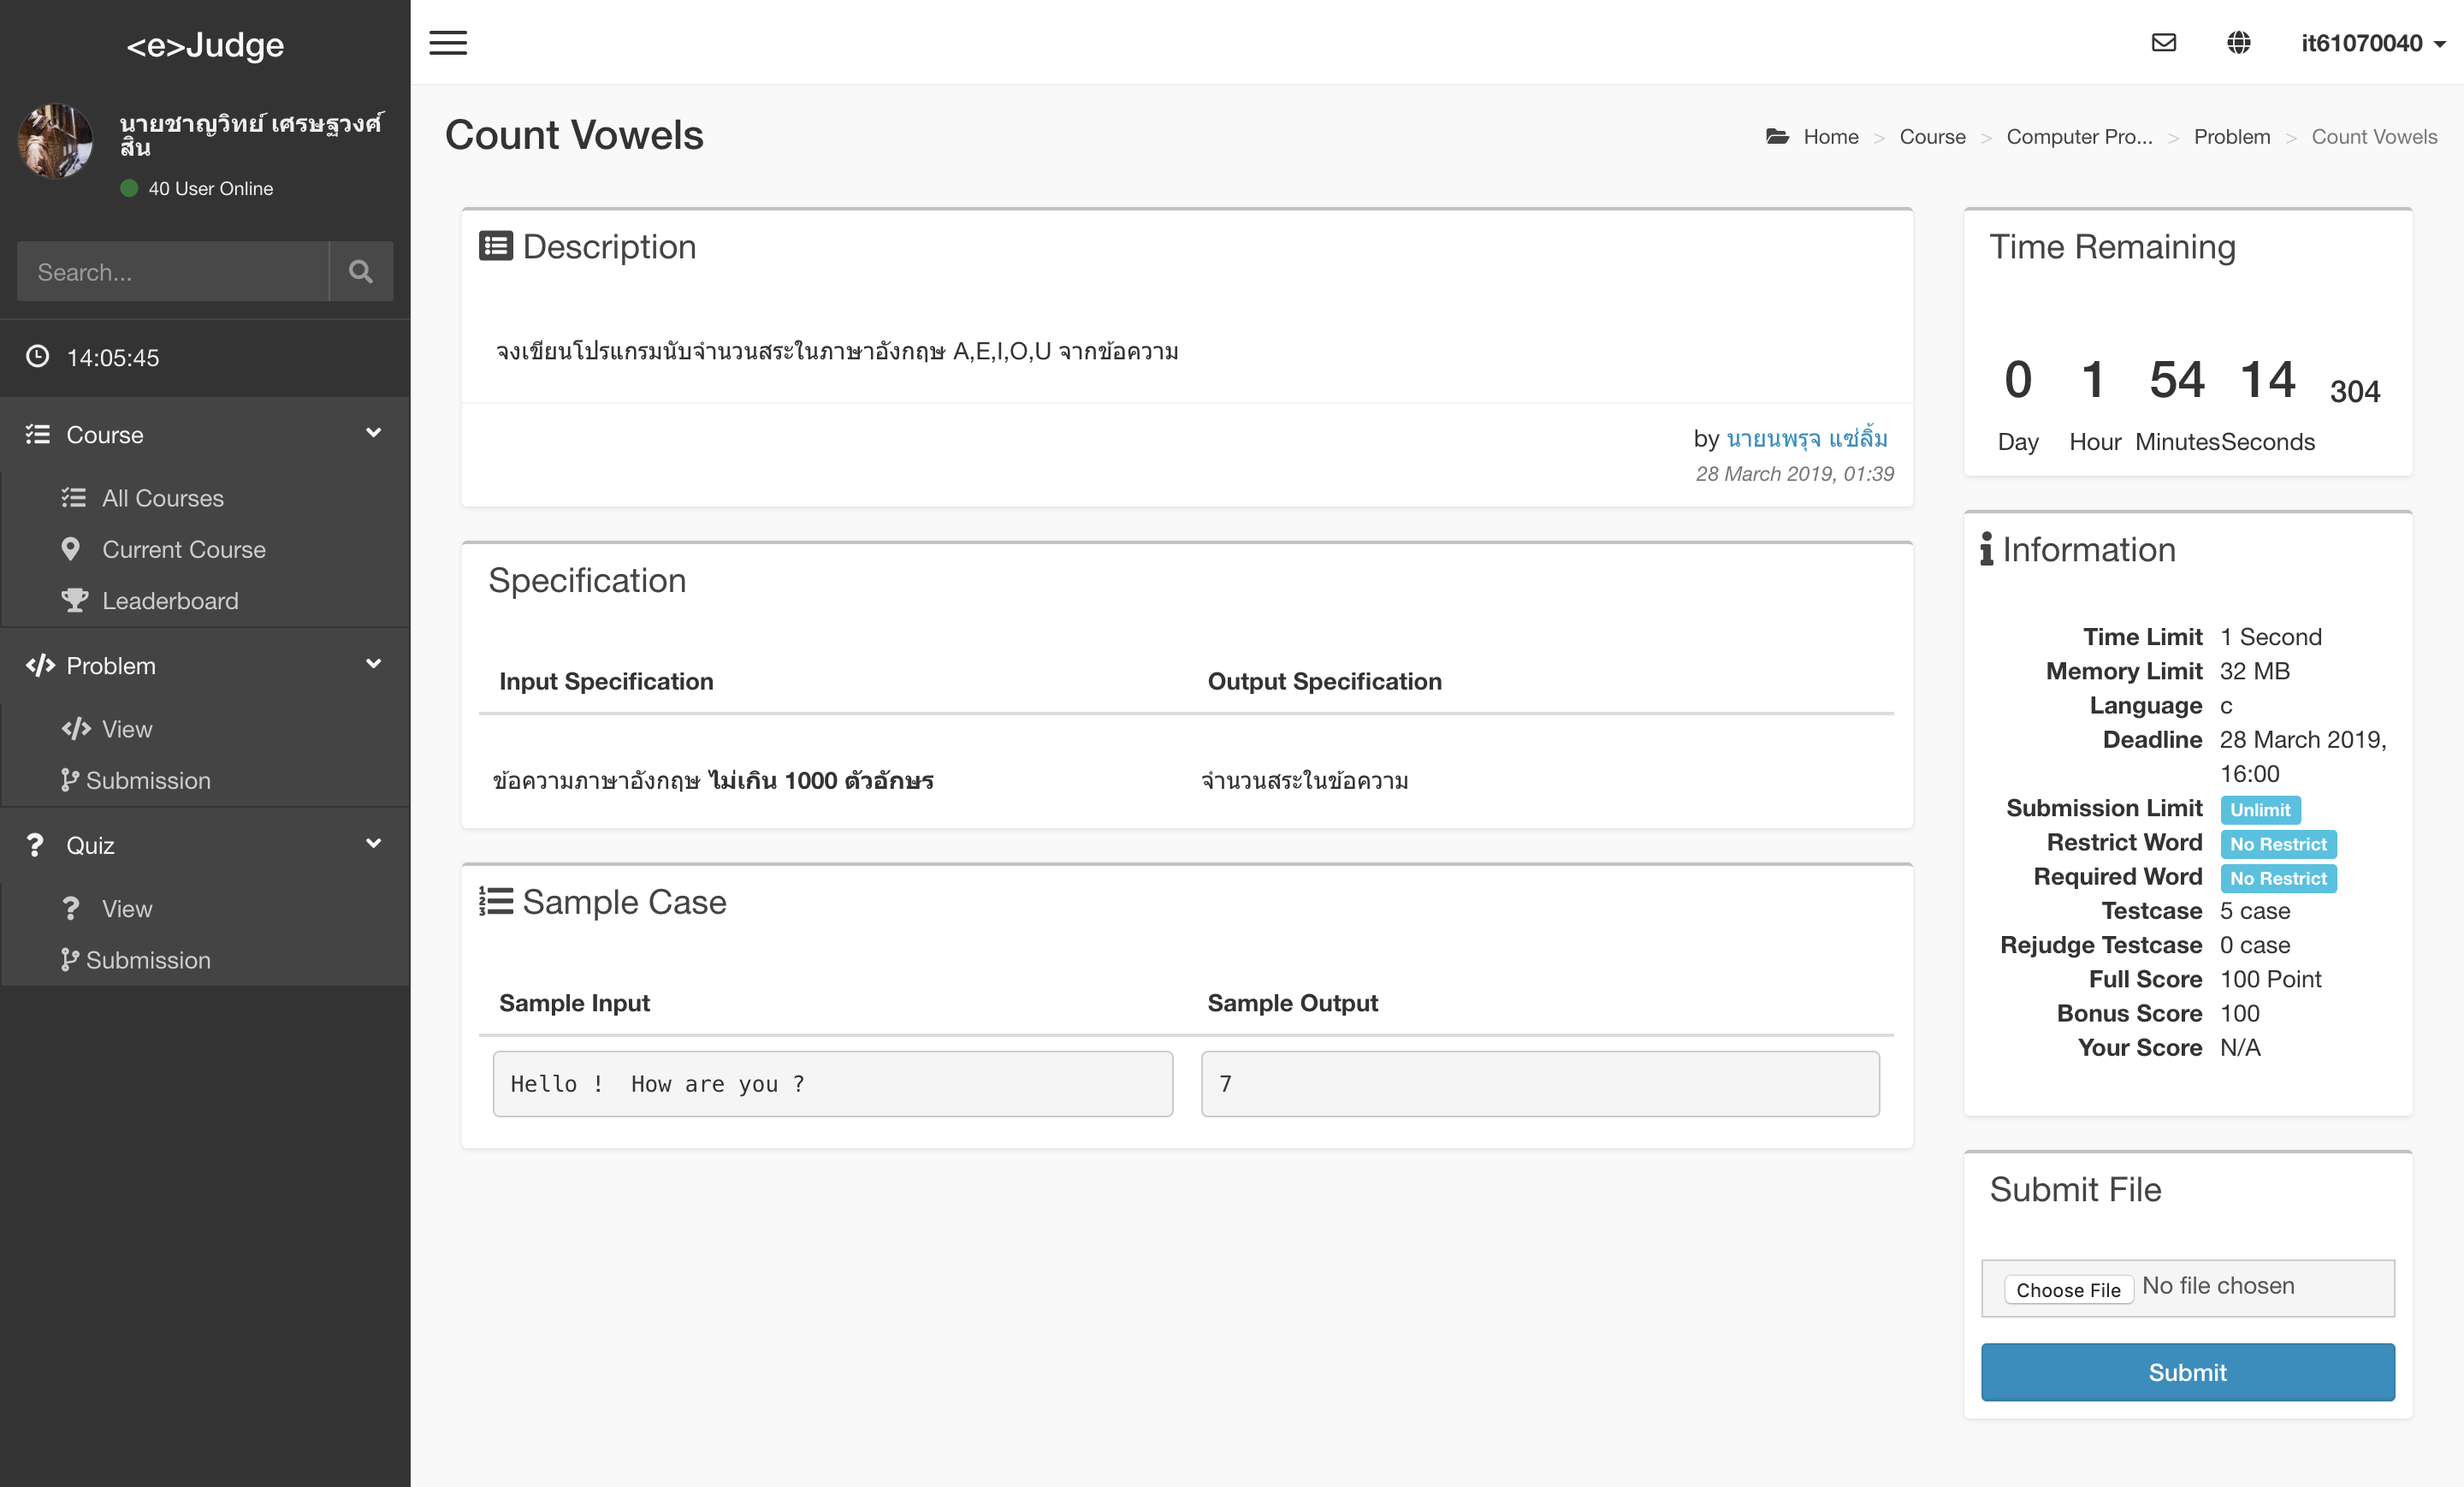 <e>Judge
นายชาญวิทย์ เศรษฐวงศ์
สิน
40 User Online
Search...
14:05:45
Course
All Courses
Current Course
Leaderboard
Problem
View
Submission
Quiz
View
Submission
it61070040
Count Vowels
Home > Course > Computer Pro... > Problem > Count Vowels
Description
จงเขียนโปรแกรมนับจำนวนสระในภาษาอังกฤษ A,E,I,O,U จากข้อความ
by นายนพรุจ แซ่ลิ้ม
28 March 2019, 01:39
Specification
Input Specification Output Specification
ข้อความภาษาอังกฤษ ไม่เกิน 1000 ตัวอักษร จำนวนสระในข้อความ
Sample Case
Sample Input Sample Output
Hello !  How are you ? 7
Time Remaining
0 1 54 14 304
Day Hour Minutes Seconds
Information
Time Limit 1 Second
Memory Limit 32 MB
Language c
Deadline 28 March 2019,
16:00
Submission Limit Unlimit
Restrict Word No Restrict
Required Word No Restrict
Testcase 5 case
Rejudge Testcase 0 case
Full Score 100 Point
Bonus Score 100
Your Score N/A
Submit File
Choose File No file chosen
Submit